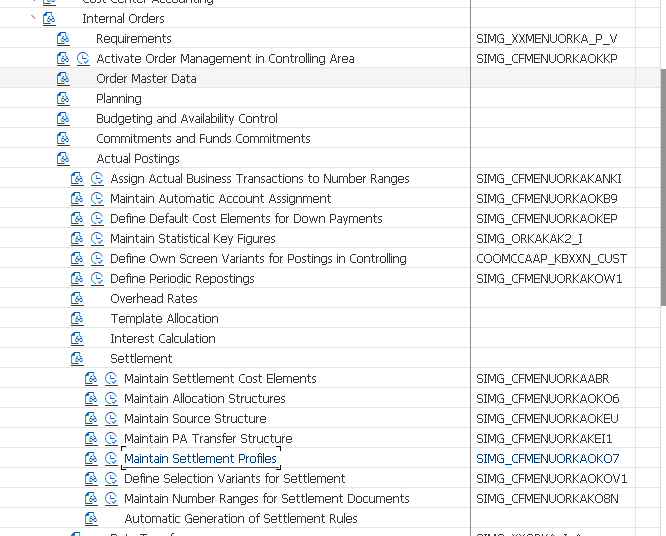 Cost Center Accounting
Internal Orders
Requirements SIMG_XXMENUORKA_P_V
Activate Order Management in Controlling Area SIMG_CFMENUORKAOKKP
Order Master Data
Planning
Budgeting and Availability Control
Commitments and Funds Commitments
Actual Postings
Assign Actual Business Transactions to Number Ranges SIMG_CFMENUORKAKANKI
Maintain Automatic Account Assignment SIMG_CFMENUORKAOKB9
Define Default Cost Elements for Down Payments SIMG_CFMENUORKAOKEP
Maintain Statistical Key Figures SIMG_ORKAKAK2_I
Define Own Screen Variants for Postings in Controlling COOMCCAAP_KBXXN_CUST
Define Periodic Repostings SIMG_CFMENUORKAKOW1
Overhead Rates
Template Allocation
Interest Calculation
Settlement
Maintain Settlement Cost Elements SIMG_CFMENUORKAABR
Maintain Allocation Structures SIMG_CFMENUORKAOKO6
Maintain Source Structure SIMG_CFMENUORKAOKEU
Maintain PA Transfer Structure SIMG_CFMENUORKAKEI1
Maintain Settlement Profiles SIMG_CFMENUORKAOKO7
Define Selection Variants for Settlement SIMG_CFMENUORKAOKOV1
Maintain Number Ranges for Settlement Documents SIMG_CFMENUORKAKO8N
Automatic Generation of Settlement Rules